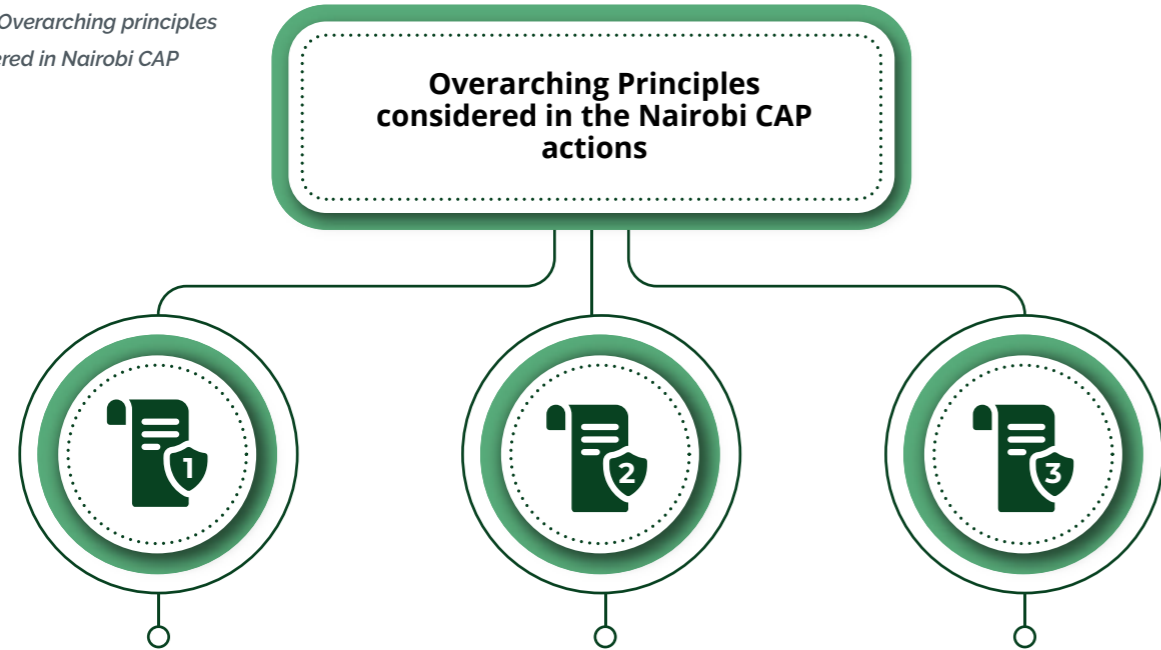 Overarching principles
ered in Nairobi CAP
Overarching Principles
considered in the Nairobi CAP
actions
1
2
3